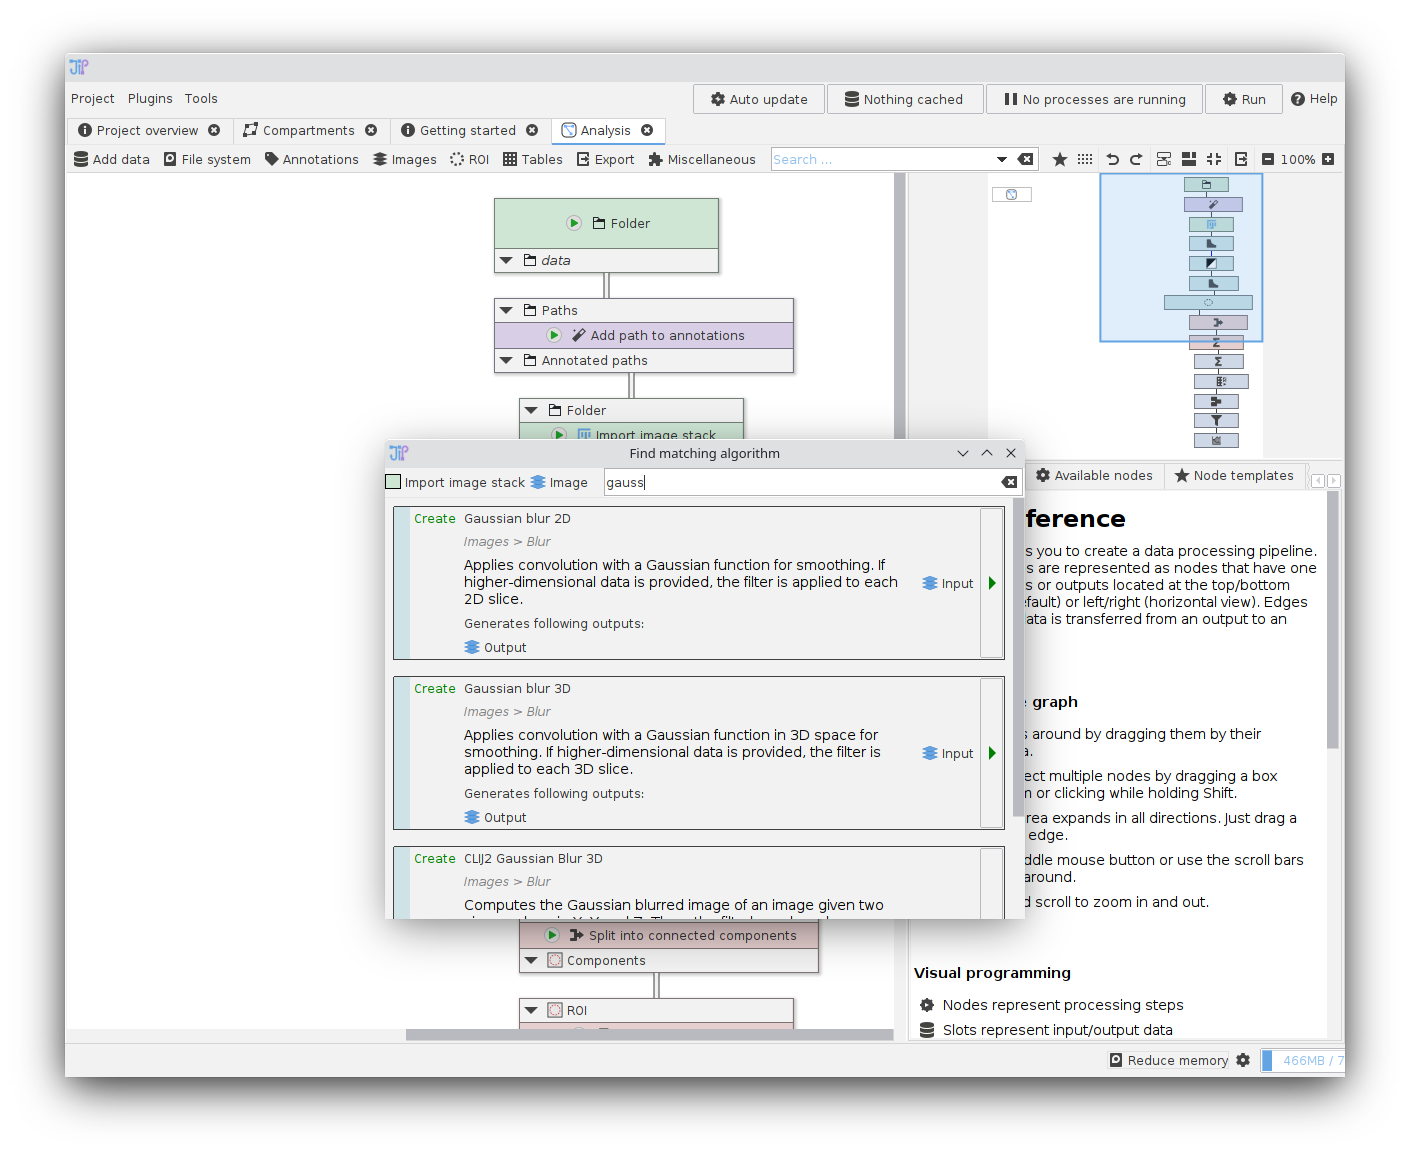 JIP
Project Plugins Tools
Auto update
Nothing cached
No processes are running
Run
Help
Project overview
Compartments
Getting started
Analysis
Add data
File system
Annotations
Images
ROI
Tables
Export
Miscellaneous
Search ...
100%
Folder
data
Paths
Add path to annotations
Annotated paths
Folder
Import image stack
JIP
Find matching algorithm
Import image stack
Image
gauss
Create Gaussian blur 2D
Images > Blur
Applies convolution with a Gaussian function for smoothing. If
higher-dimensional data is provided, the filter is applied to each
2D slice.
Input
Generates following outputs:
Output
Create Gaussian blur 3D
Images > Blur
Applies convolution with a Gaussian function in 3D space for
smoothing. If higher-dimensional data is provided, the filter is
applied to each 3D slice.
Input
Generates following outputs:
Output
Create CLIJ2 Gaussian Blur 3D
Images > Blur
Computes the Gaussian blurred image of an image given two
Split into connected components
Components
ROI
Available nodes
Node templates
ference
s you to create a data processing pipeline.
s are represented as nodes that have one
s or outputs located at the top/bottom
efault) or left/right (horizontal view). Edges
ata is transferred from an output to an
graph
s around by dragging them by their
a.
ect multiple nodes by dragging a box
n or clicking while holding Shift.
rea expands in all directions. Just drag a
edge.
ddle mouse button or use the scroll bars
around.
d scroll to zoom in and out.
Visual programming
Nodes represent processing steps
Slots represent input/output data
Reduce memory
466MB / 7